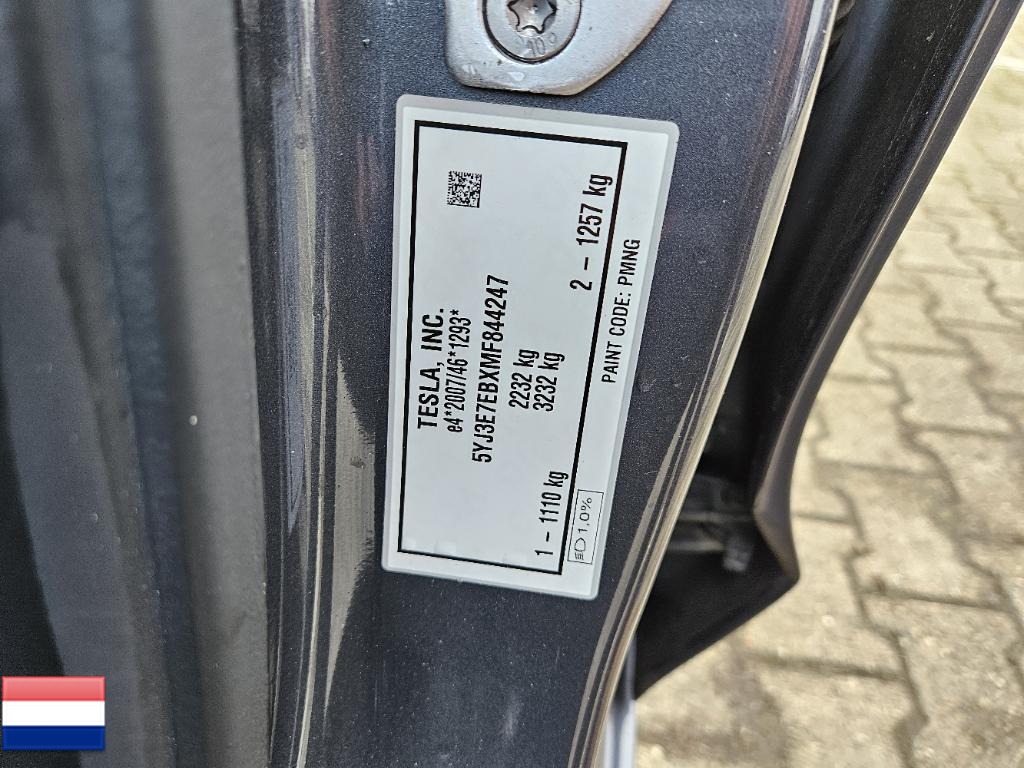 TESLA, INC.
e4*2007/46*1293*
5YJ3E7EBXMF844247
2232 kg
3232 kg
1 – 1110 kg
2 – 1257 kg
1.0%
PAINT CODE: PMNG
10